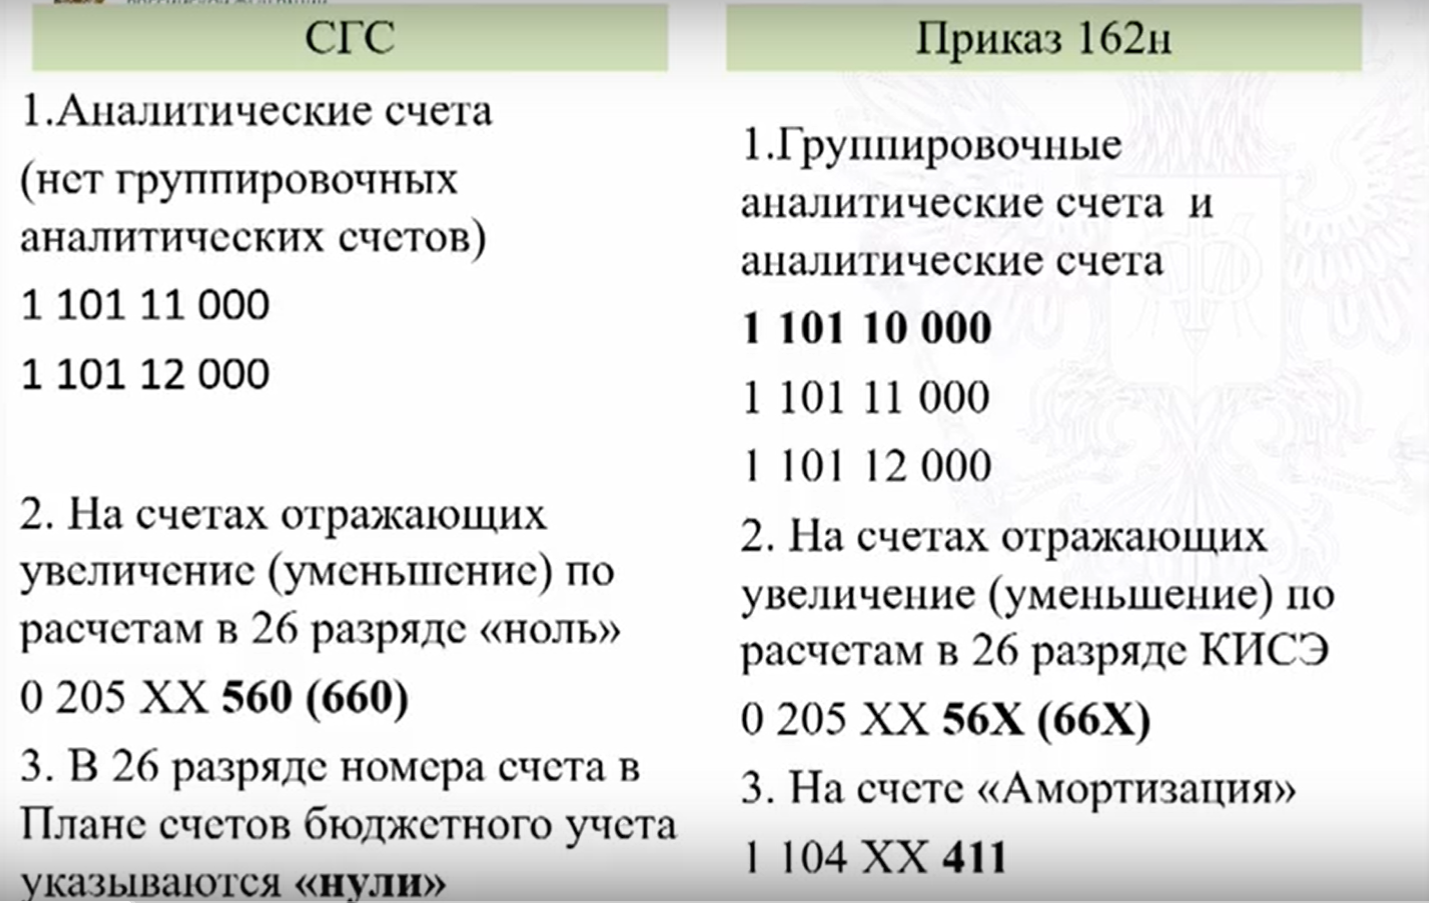 СГС
1.Аналитические счета
(нет группировочных
аналитических счетов)
1 101 11 000
1 101 12 000
2. На счетах отражающих
увеличение (уменьшение) по
расчетам в 26 разряде «ноль»
0 205 ХХ 560 (660)
3. В 26 разряде номера счета в
Плане счетов бюджетного учета
указываются «нули»
Приказ 162н
1.Группировочные
аналитические счета и
аналитические счета
1 101 10 000
1 101 11 000
1 101 12 000
2. На счетах отражающих
увеличение (уменьшение) по
расчетам в 26 разряде КИСЭ
0 205 ХХ 56Х (66Х)
3. На счете «Амортизация»
1 104 ХХ 411